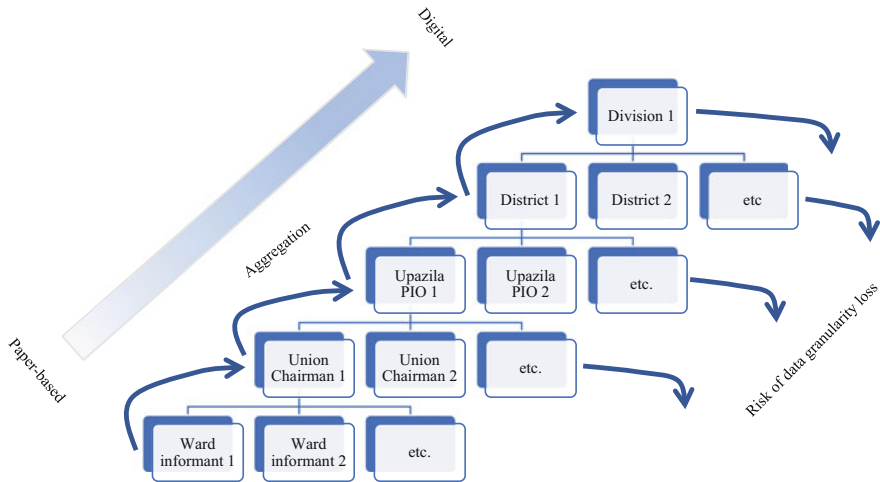 Digital
Division 1
District 1
District 2
etc
Aggregation
Upazila
PIO 1
Upazila
PIO 2
etc.
Risk of data granularity loss
Paper-based
Union
Chairman 1
Union
Chairman 2
etc.
Ward
informant 1
Ward
informant 2
etc.